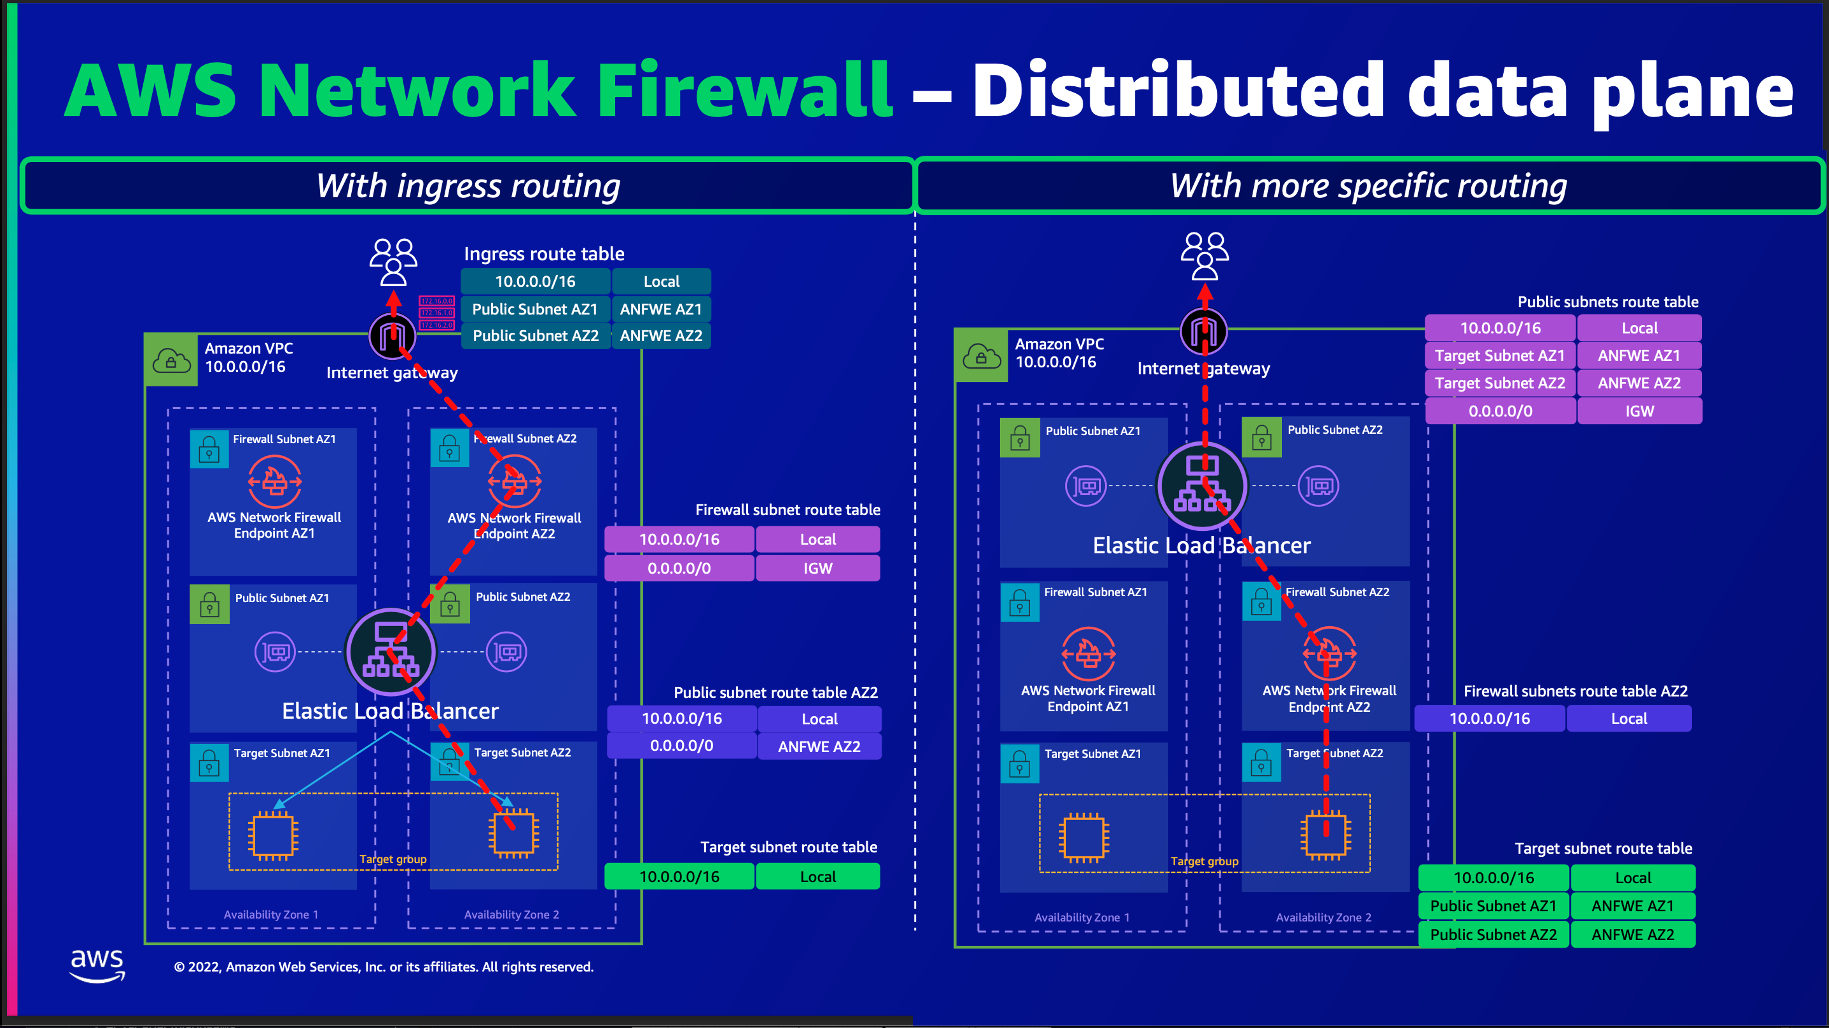 AWS Network Firewall – Distributed data plane
With ingress routing
Ingress route table
10.0.0.0/16 Local
Public Subnet AZ1 ANFWE AZ1
Public Subnet AZ2 ANFWE AZ2
172.16.0.0
172.16.1.0
172.16.2.0
Amazon VPC
10.0.0.0/16
Internet gateway
Firewall Subnet AZ1
AWS Network Firewall
Endpoint AZ1
Firewall Subnet AZ2
AWS Network Firewall
Endpoint AZ2
Firewall subnet route table
10.0.0.0/16 Local
0.0.0.0/0 IGW
Public Subnet AZ1
Public Subnet AZ2
Elastic Load Balancer
Public subnet route table AZ2
10.0.0.0/16 Local
0.0.0.0/0 ANFWE AZ2
Target Subnet AZ1
Target Subnet AZ2
Target group
Target subnet route table
10.0.0.0/16 Local
Availability Zone 1
Availability Zone 2
With more specific routing
Public subnets route table
10.0.0.0/16 Local
Target Subnet AZ1 ANFWE AZ1
Target Subnet AZ2 ANFWE AZ2
0.0.0.0/0 IGW
Amazon VPC
10.0.0.0/16
Internet gateway
Public Subnet AZ1
Public Subnet AZ2
Elastic Load Balancer
Firewall Subnet AZ1
AWS Network Firewall
Endpoint AZ1
Firewall Subnet AZ2
AWS Network Firewall
Endpoint AZ2
Firewall subnets route table AZ2
10.0.0.0/16 Local
Target Subnet AZ1
Target Subnet AZ2
Target group
Target subnet route table
10.0.0.0/16 Local
Public Subnet AZ1 ANFWE AZ1
Public Subnet AZ2 ANFWE AZ2
Availability Zone 1
Availability Zone 2
aws
© 2022, Amazon Web Services, Inc. or its affiliates. All rights reserved.